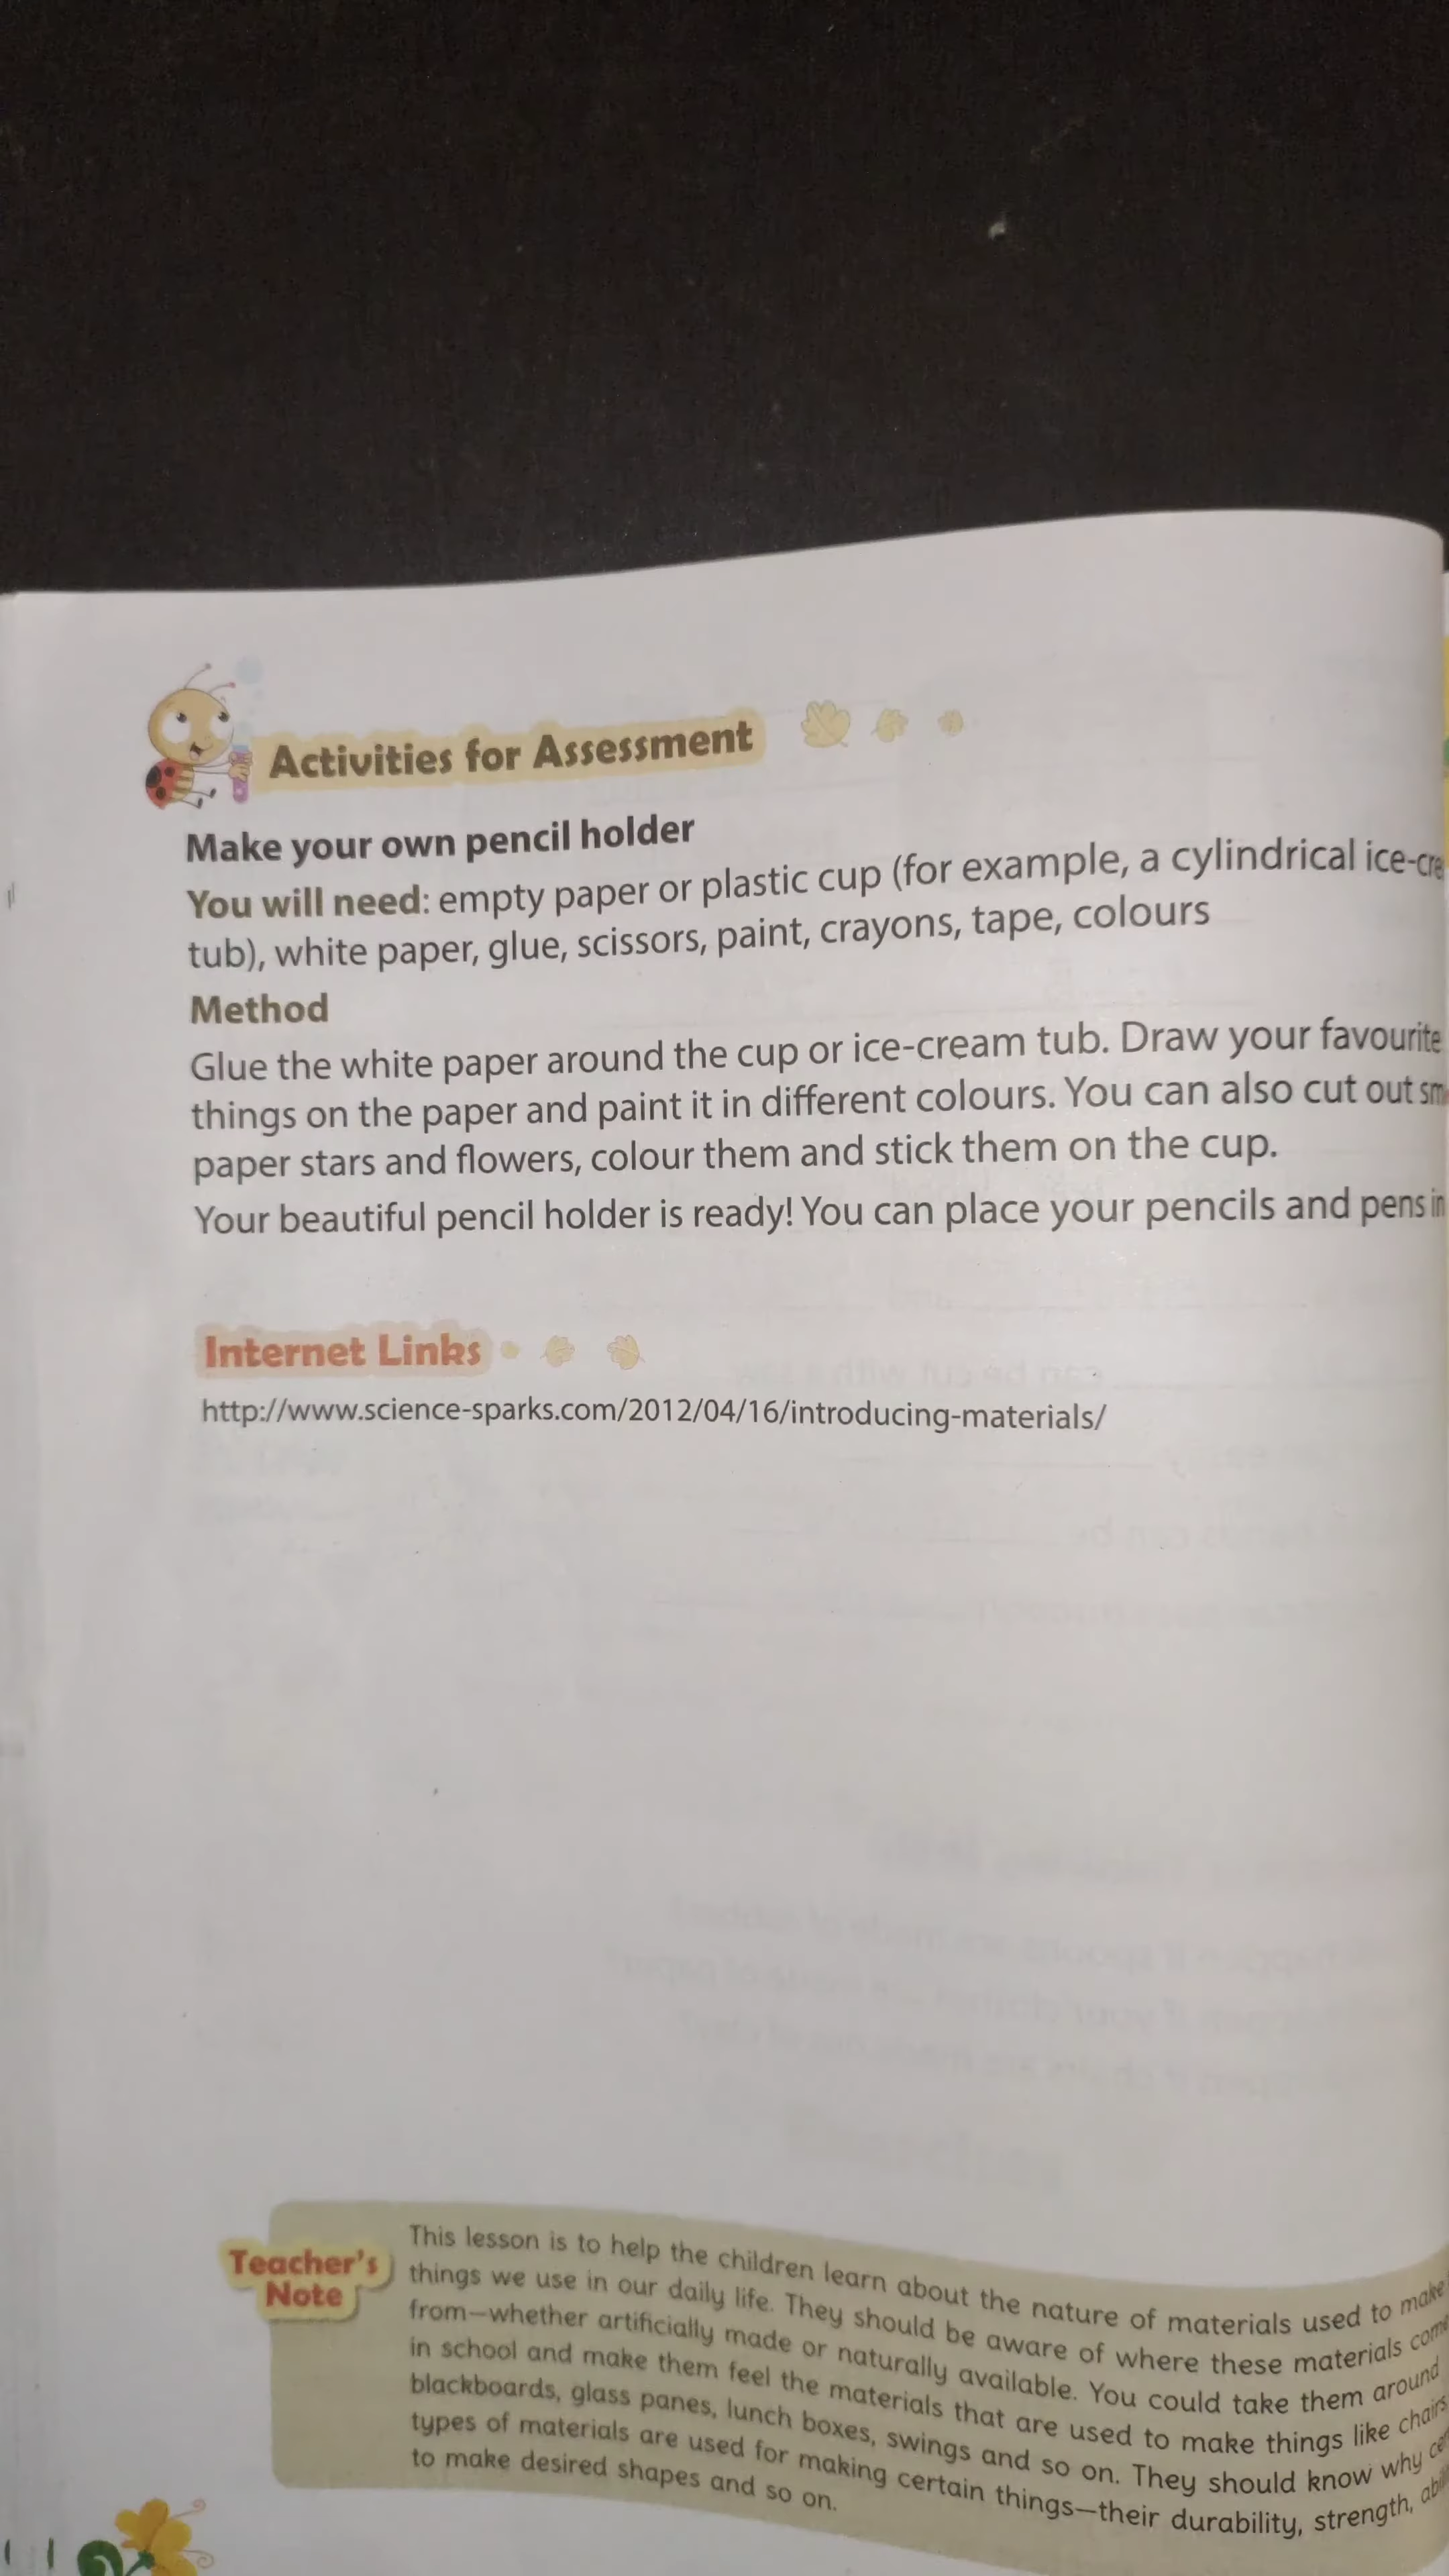 Activities for Assessment
Make your own pencil holder
You will need: empty paper or plastic cup (for example, a cylindrical ice-cre
tub), white paper, glue, scissors, paint, crayons, tape, colours
Method
Glue the white paper around the cup or ice-cream tub. Draw your favourite
things on the paper and paint it in different colours. You can also cut out sm
paper stars and flowers, colour them and stick them on the cup.
Your beautiful pencil holder is ready! You can place your pencils and pens in
Internet Links
http://www.science-sparks.com/2012/04/16/introducing-materials/
Teacher's
Note
This lesson is to help the children learn about the nature of materials used to make
things we use in our daily life. They should be aware of where these materials com
from—whether artificially made or naturally available. You could take them around
in school and make them feel the materials that are used to make things like chairs
blackboards, glass panes, lunch boxes, swings and so on. They should know why ce
types of materials are used for making certain things—their durability, strength, abil
to make desired shapes and so on.